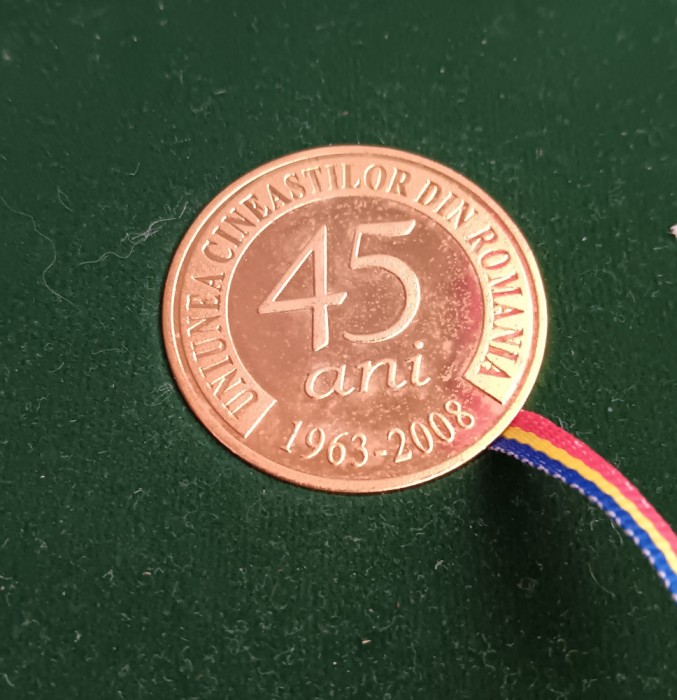 UNIUNEA CINEASTILOR DIN ROMANIA
45
ani
1963-2008